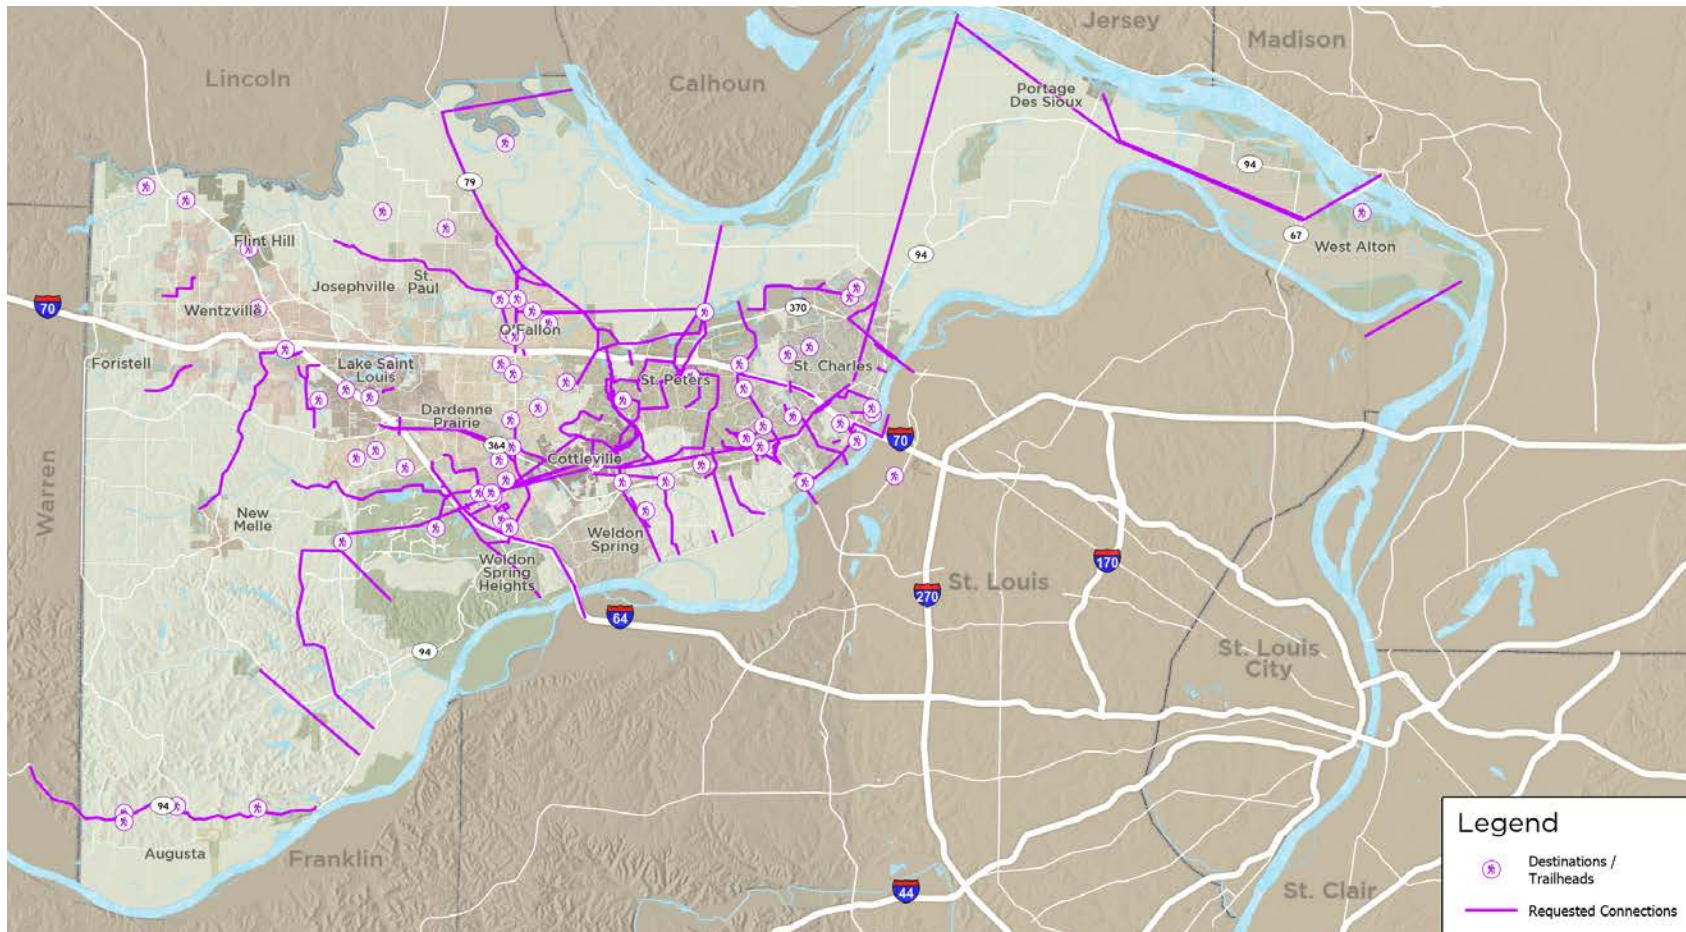 Jersey
Madison
Lincoln
Calhoun
Portage
Des Sioux
94
79
67
West Alton
94
Flint Hill
St.
Paul
Josephville
70
Wentzville
370
O'Fallon
Foristell
Lake Saint
Louis
St. Charles
St. Peters
Dardenne
Prairie
364
70
Cottleville
Warren
New
Melle
Weldon
Spring
Weldon
Spring
Heights
170
St. Louis
270
64
94
St. Louis
City
94
Augusta
Franklin
44
St. Clair
Legend
Destinations /
Trailheads
Requested Connections